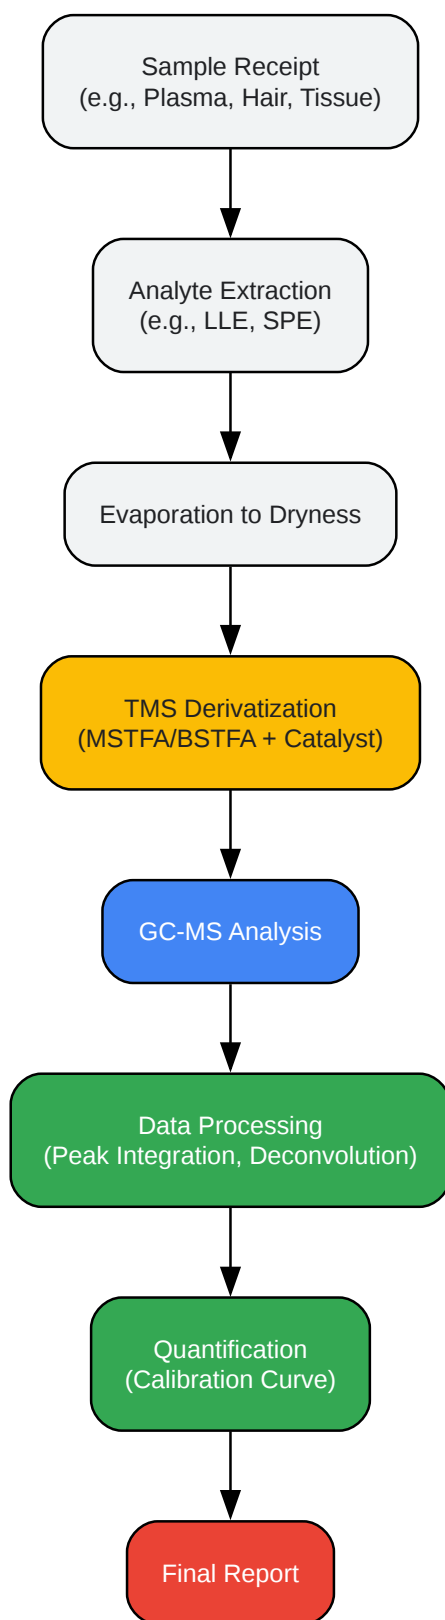 Sample Receipt
(e.g., Plasma, Hair, Tissue)
Analyte Extraction
(e.g., LLE, SPE)
Evaporation to Dryness
TMS Derivatization
(MSTFA/BSTFA + Catalyst)
GC-MS Analysis
Data Processing
(Peak Integration, Deconvolution)
Quantification
(Calibration Curve)
Final Report